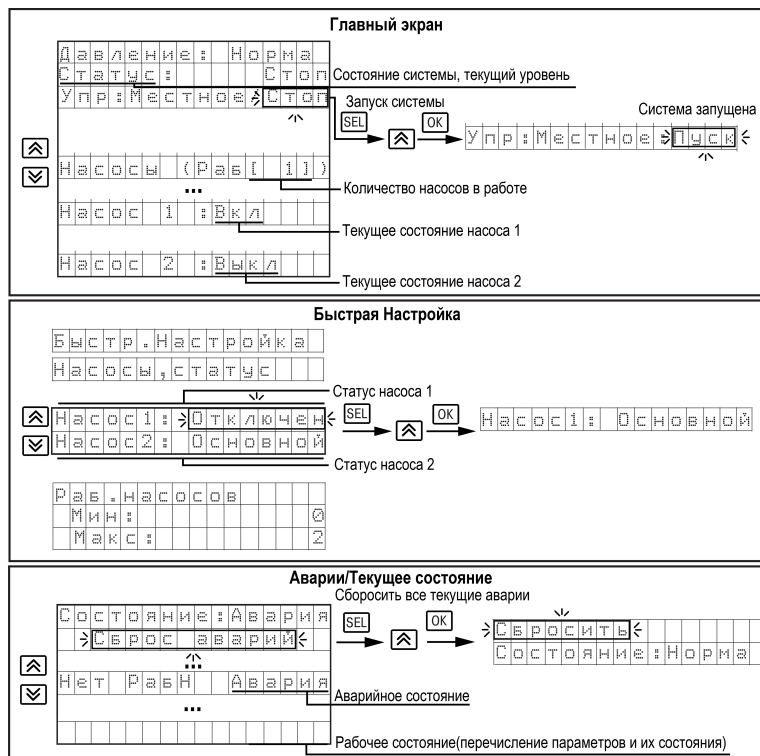 Главный экран
Давление: Норма
Статус: Стоп
Состояние системы, текущий уровень
Упр:Местное Стоп
Запуск системы
SEL
OK
Система запущена
Упр:Местное:Пуск
Насосы (Раб[ 1])
...
Количество насосов в работе
Насос 1 :Вкл
Текущее состояние насоса 1
Насос 2 :Выкл
Текущее состояние насоса 2
Быстрая Настройка
Быстр.Настройка
Насосы,статус
Статус насоса 1
Насос1: Отключен
SEL
OK
Насос1: Основной
Насос2: Основной
Статус насоса 2
Раб.насосов
Мин: 0
Макс: 2
Аварии/Текущее состояние
Сбросить все текущие аварии
Состояние:Авария
SEL
OK
Сброс аварий
Сбросить
Состояние:Норма
...
Нет РабН Авария
Аварийное состояние
...
Рабочее состояние(перечисление параметров и их состояния)